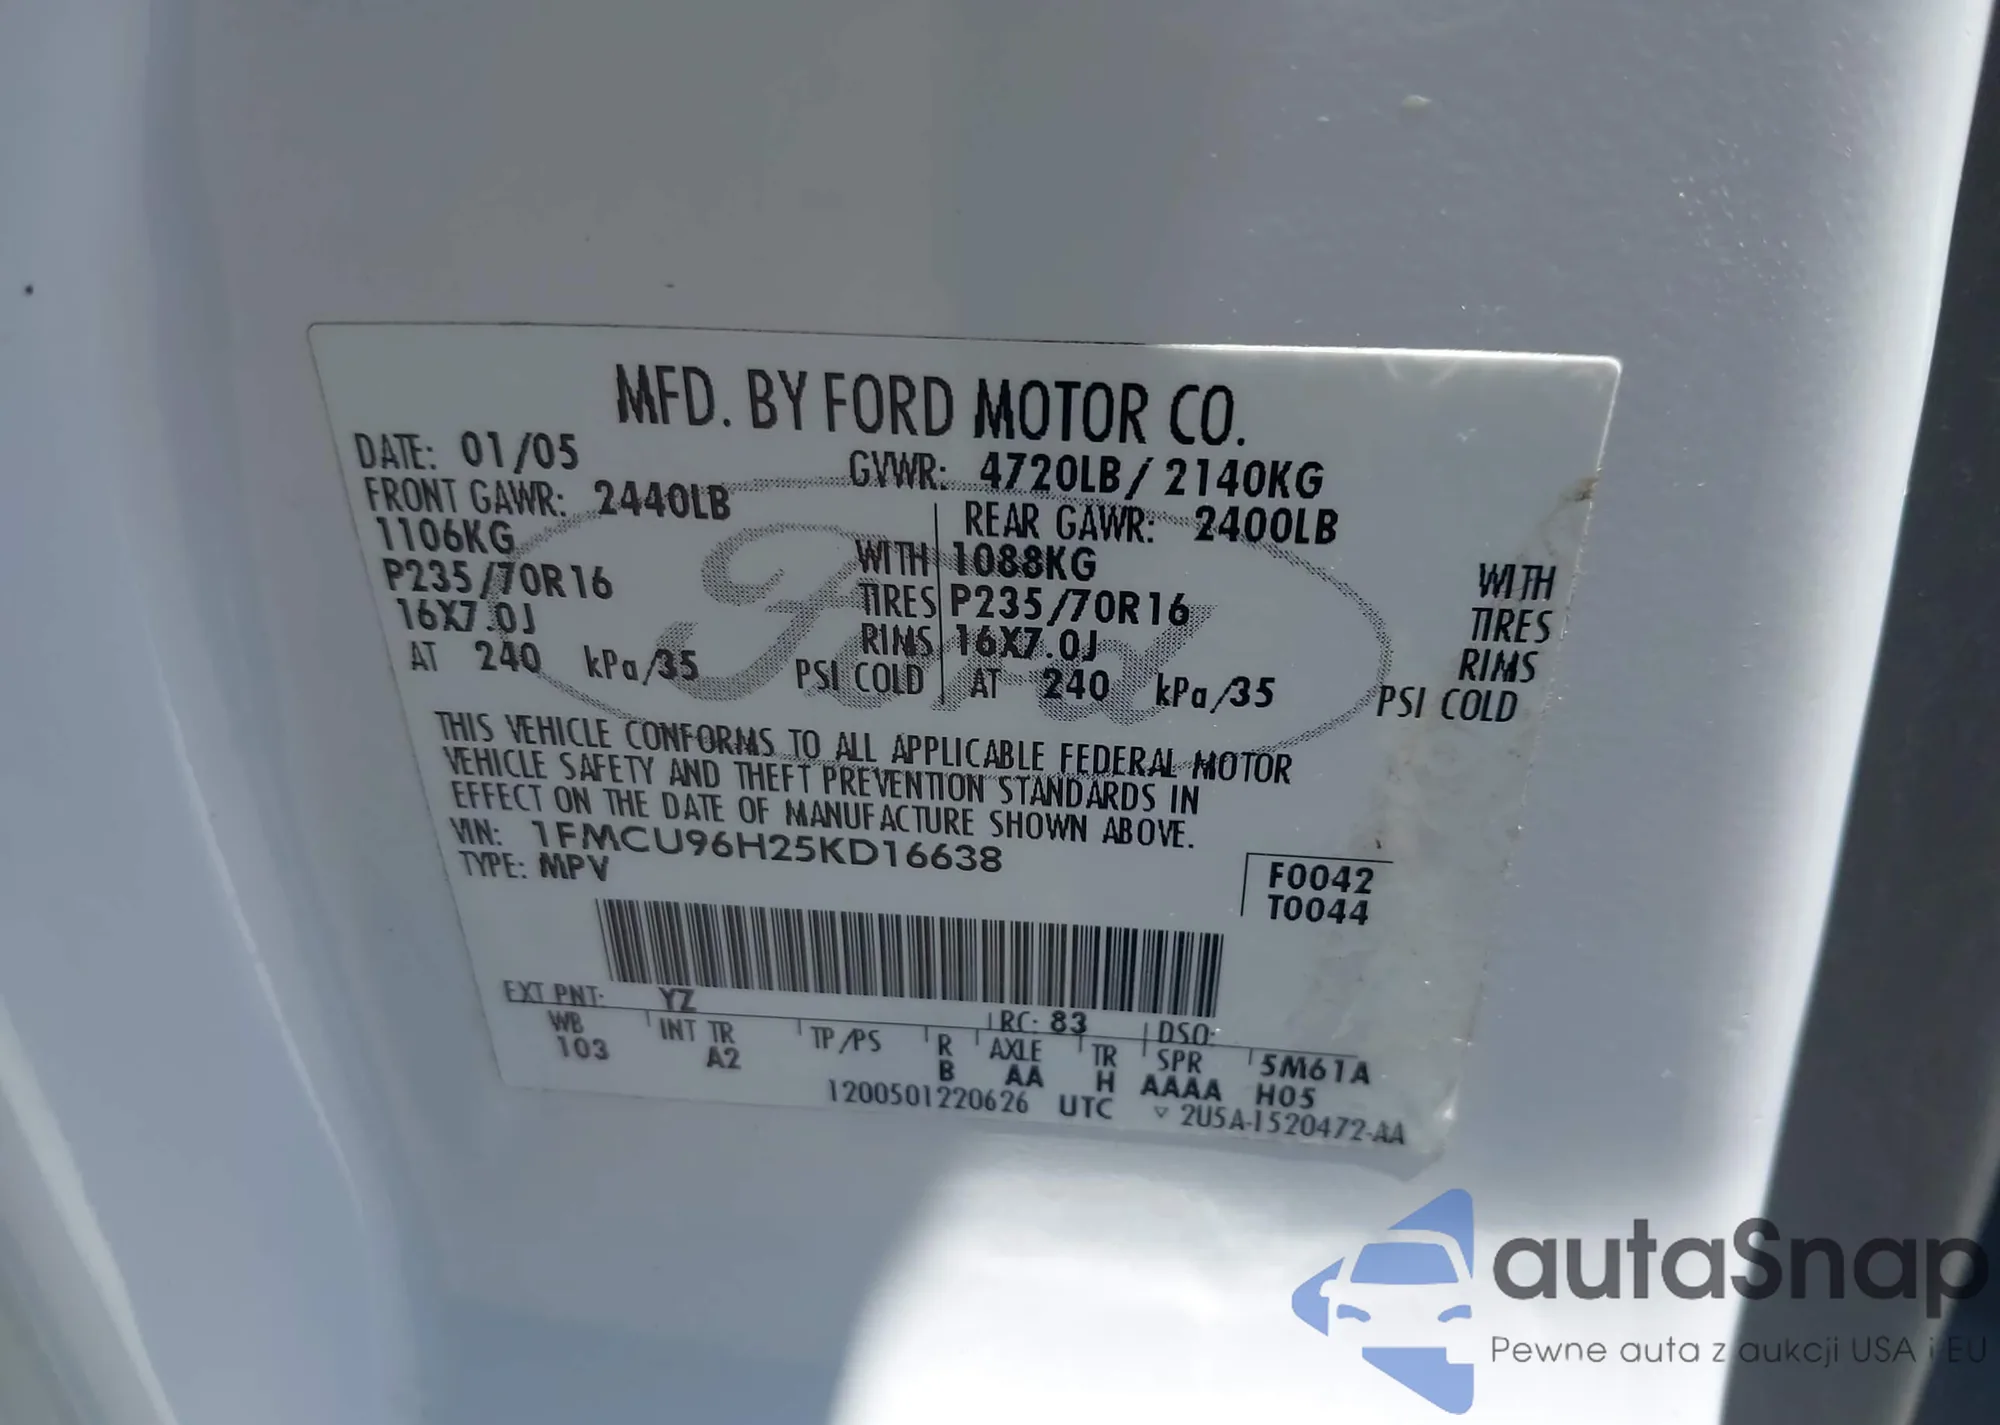 MFD. BY FORD MOTOR CO.
DATE: 01/05 GVWR: 4720LB / 2140KG
FRONT GAWR: 2440LB REAR GAWR: 2400LB
1106KG WITH 1088KG WITH
P235/70R16 TIRES P235/70R16 TIRES
16X7.0J RIMS 16X7.0J RIMS
AT 240 kPa/35 PSI COLD AT 240 kPa/35 PSI COLD
Ford
THIS VEHICLE CONFORMS TO ALL APPLICABLE FEDERAL MOTOR
VEHICLE SAFETY AND THEFT PREVENTION STANDARDS IN
EFFECT ON THE DATE OF MANUFACTURE SHOWN ABOVE.
VIN: 1FMCU96H25KD16638
TYPE: MPV
F0042
T0044
EXT PNT: YZ RC: 83 DSO:
WB INT TR TP/PS R AXLE TR SPR 5M61A
103 A2 B AA H AAAA H05
1200501220626 UTC ▽ 2U5A-1520472-AA
autaSnap
Pewne auta z aukcji USA i EU